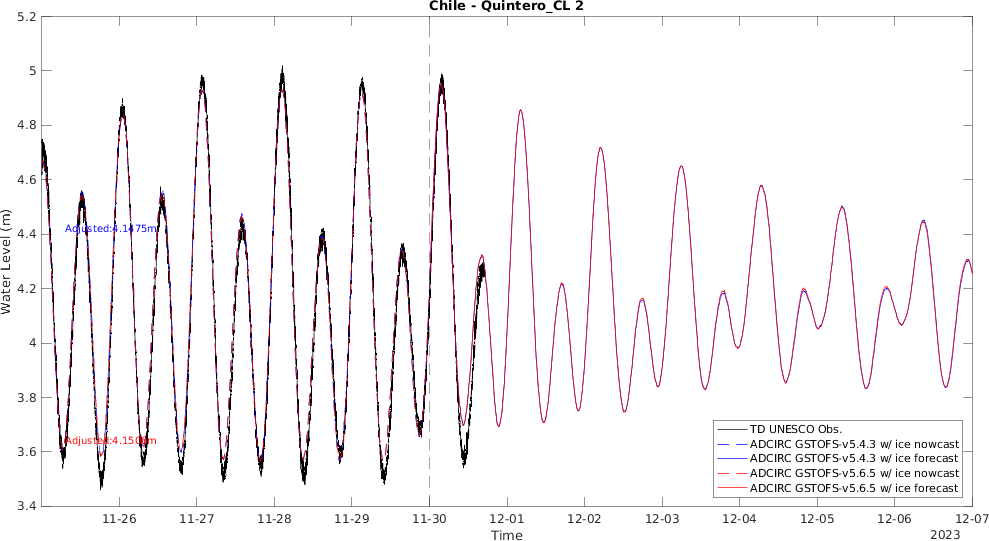 Chile - Quintero_CL 2
5.2
5
4.8
4.6
4.4
4.2
4
3.8
3.6
3.4
Water Level (m)
Adjusted:4.1475m
11-26
11-27
11-28
11-29
11-30
12-01
12-02
12-03
12-04
12-05
12-06
12-07
Time
2023
TD UNESCO Obs.
ADCIRC GSTOFS-v5.4.3 w/ ice nowcast
ADCIRC GSTOFS-v5.4.3 w/ ice forecast
ADCIRC GSTOFS-v5.6.5 w/ ice nowcast
ADCIRC GSTOFS-v5.6.5 w/ ice forecast